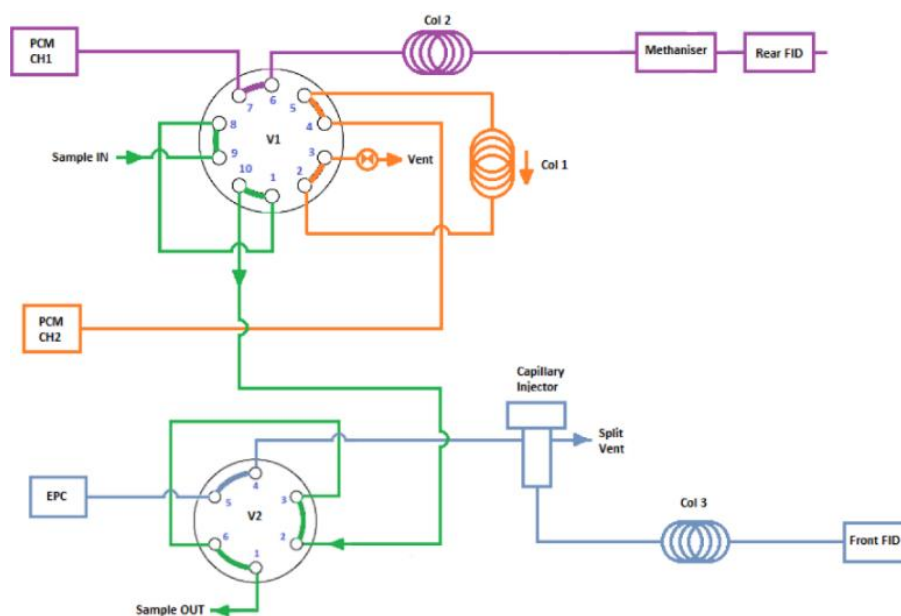 Col 2
PCM
CH1
Methaniser
Rear FID
7
6
5
8
4
V1
Sample IN
9
3
Vent
10
1
2
Col 1
PCM
CH2
Capillary
Injector
Split
Vent
4
EPC
5
3
V2
Col 3
6
2
1
Front FID
Sample OUT